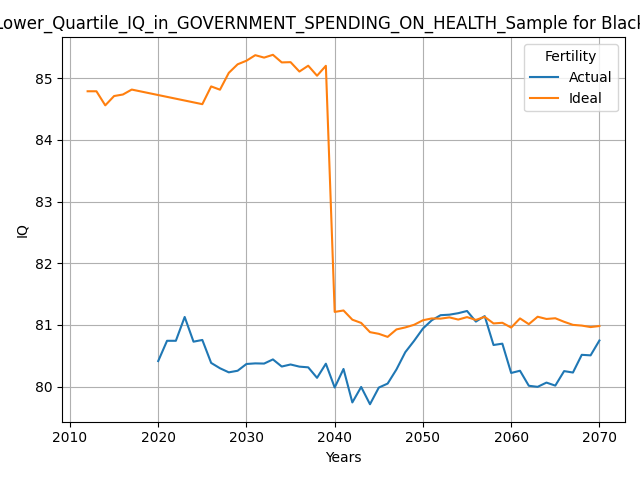 Lower_Quartile_IQ_in_GOVERNMENT_SPENDING_ON_HEALTH_Sample for Black
Fertility
Actual
Ideal
85
84
83
82
81
80
IQ
2010 2020 2030 2040 2050 2060 2070
Years